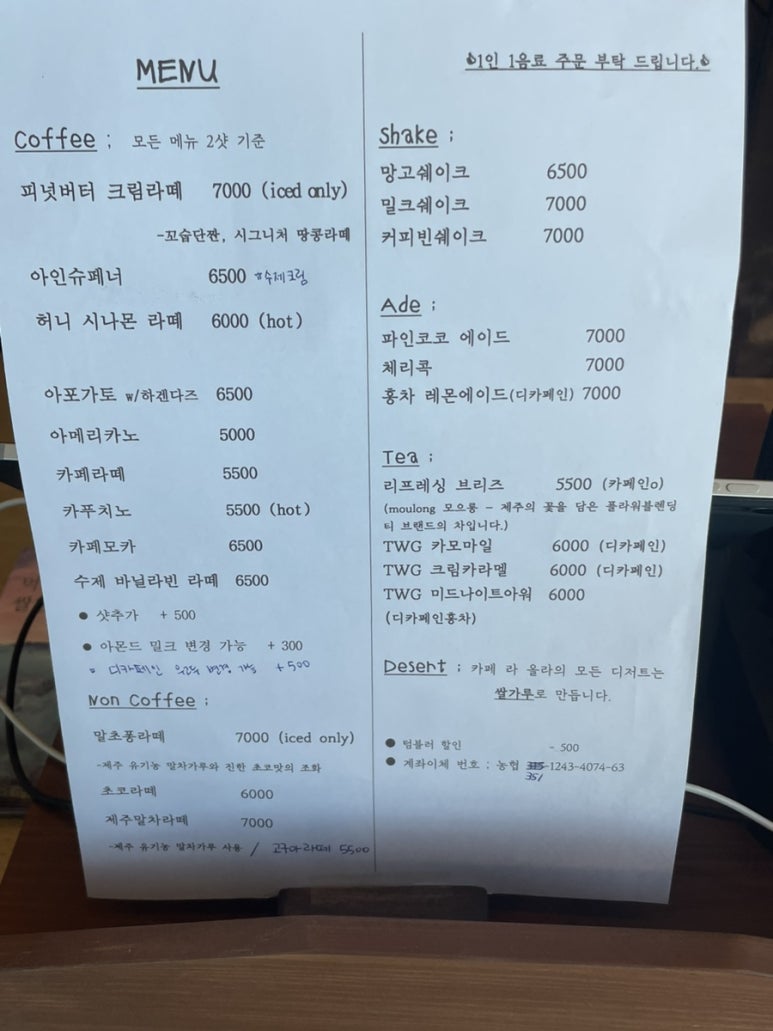 MENU
Coffee ; 모든 메뉴 2샷 기준
피넛버터 크림라떼 7000 (iced only)
-꼬습단짠, 시그니처 땅콩라떼
아인슈페너 6500 #수제크림
허니 시나몬 라떼 6000 (hot)
아포가토 w/하겐다즈 6500
아메리카노 5000
카페라떼 5500
카푸치노 5500 (hot)
카페모카 6500
수제 바닐라빈 라떼 6500
● 샷추가 + 500
● 아몬드 밀크 변경 가능 + 300
디카페인 원두 변경 가능 +500
Non Coffee ;
말초퐁라떼 7000 (iced only)
-제주 유기농 말차가루와 진한 초코맛의 조화
초코라떼 6000
제주말차라떼 7000
-제주 유기농 말차가루 사용 / 고구마라떼 5500
1인 1음료 주문 부탁 드립니다.
Shake ;
망고쉐이크 6500
밀크쉐이크 7000
커피빈쉐이크 7000
Ade ;
파인코코 에이드 7000
체리콕 7000
홍차 레몬에이드(디카페인) 7000
Tea ;
리프레싱 브리즈 5500 (카페인o)
(moulong 모으롱 - 제주의 꽃을 담은 플라워블렌딩
티 브랜드의 차입니다.)
TWG 카모마일 6000 (디카페인)
TWG 크림카라멜 6000 (디카페인)
TWG 미드나이트아워 6000
(디카페인홍차)
Desert ; 카페 라 올라의 모든 디저트는
쌀가루로 만듭니다.
● 텀블러 할인 - 500
● 계좌이체 번호 ; 농협 -1243-4074-63
351